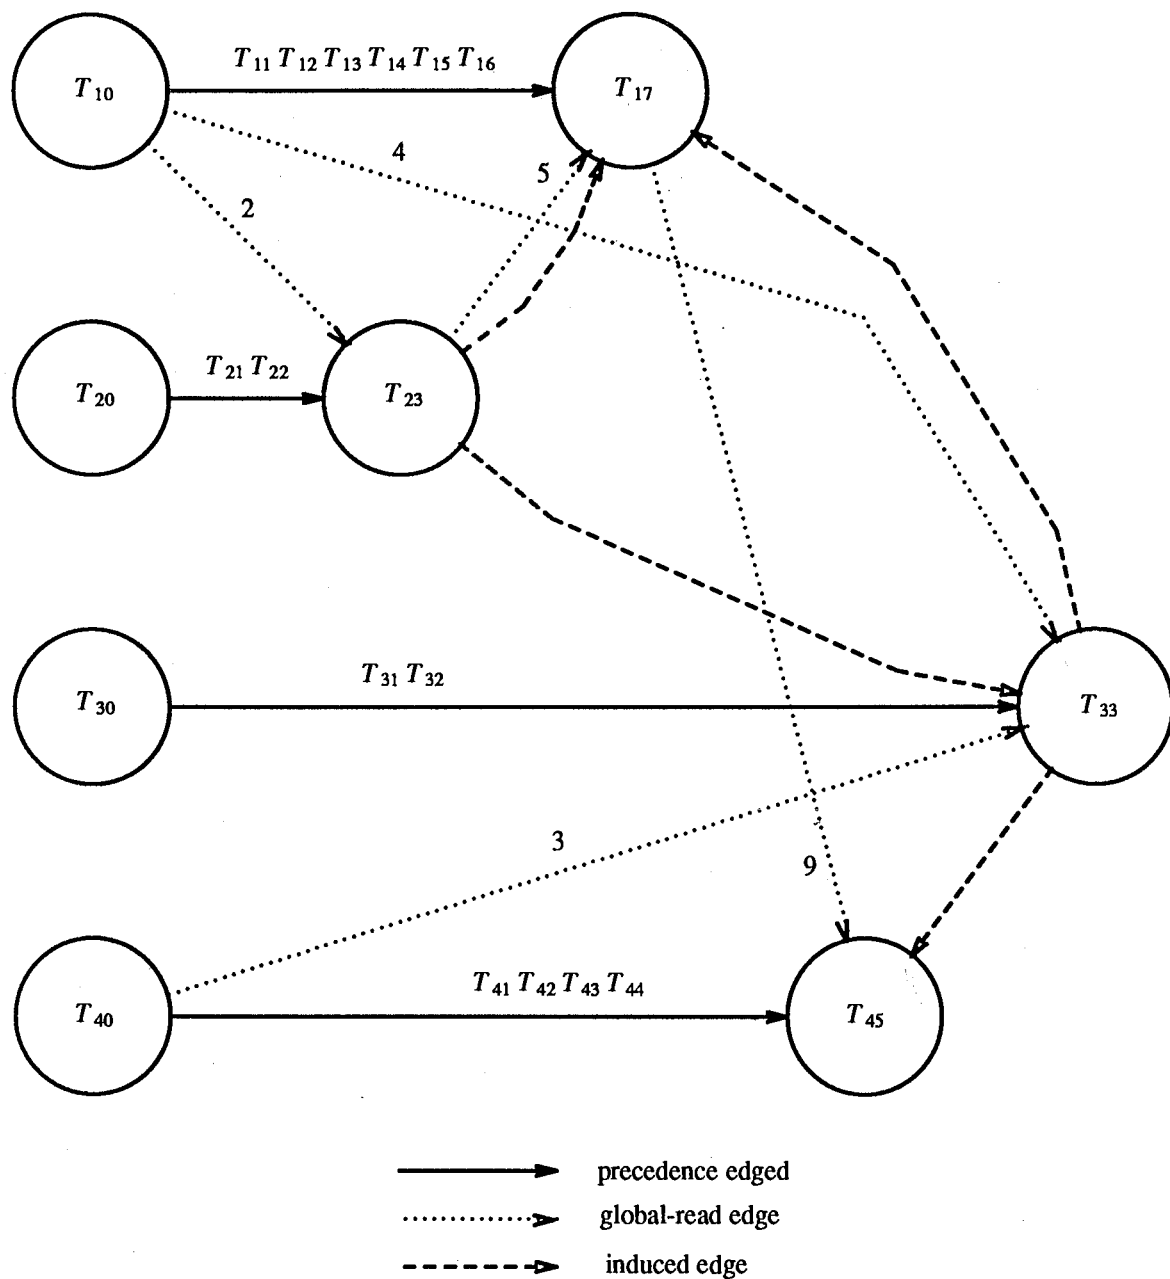 T11 T12 T13 T14 T15 T16
T10
T17
4
5
2
T21 T22
T20
T23
T31 T32
T30
T33
3
9
T41 T42 T43 T44
T40
T45
precedence edged
global-read edge
induced edge